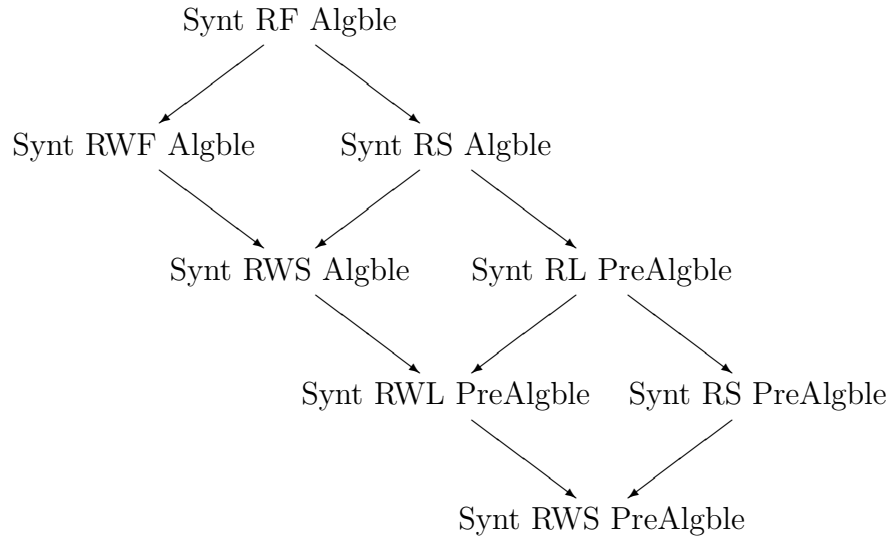 Synt RF Algble
Synt RWF Algble Synt RS Algble
Synt RWS Algble Synt RL PreAlgble
Synt RWL PreAlgble Synt RS PreAlgble
Synt RWS PreAlgble